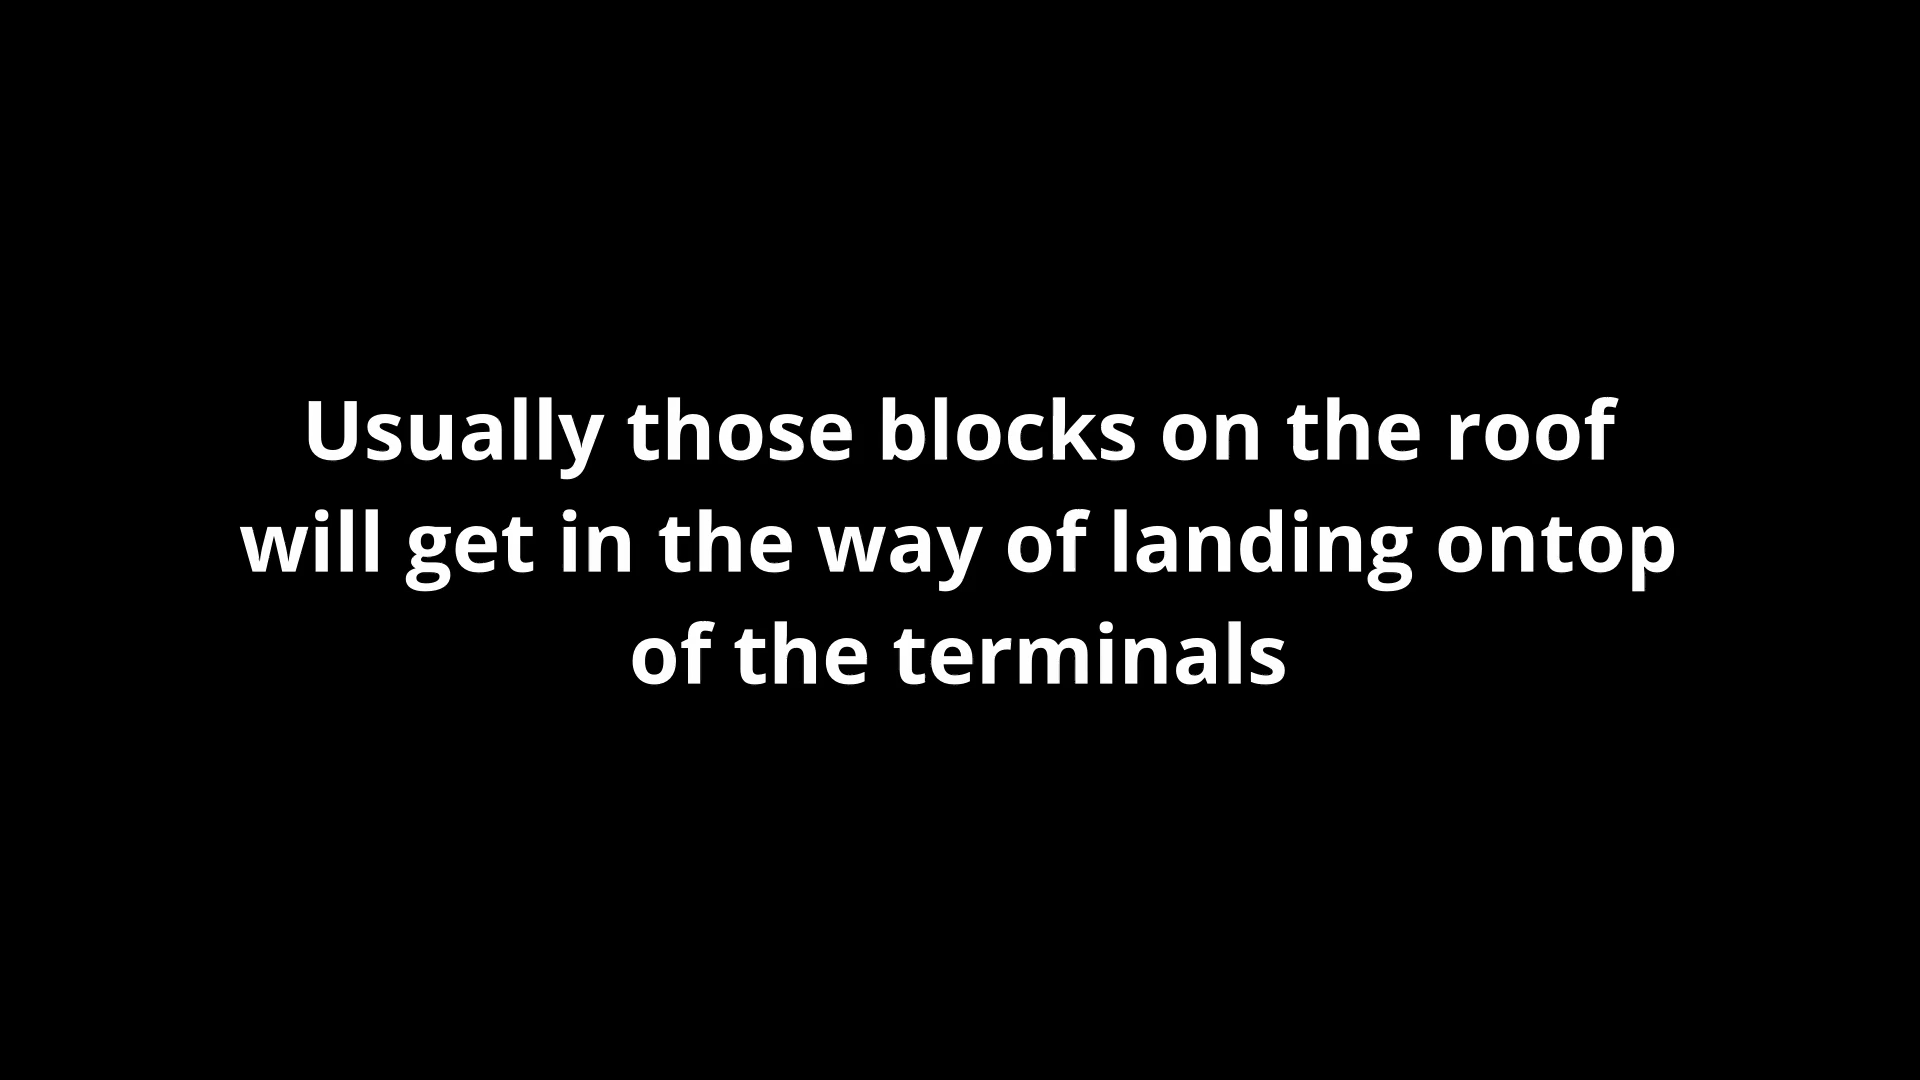 Usually those blocks on the roof
will get in the way of landing ontop
of the terminals